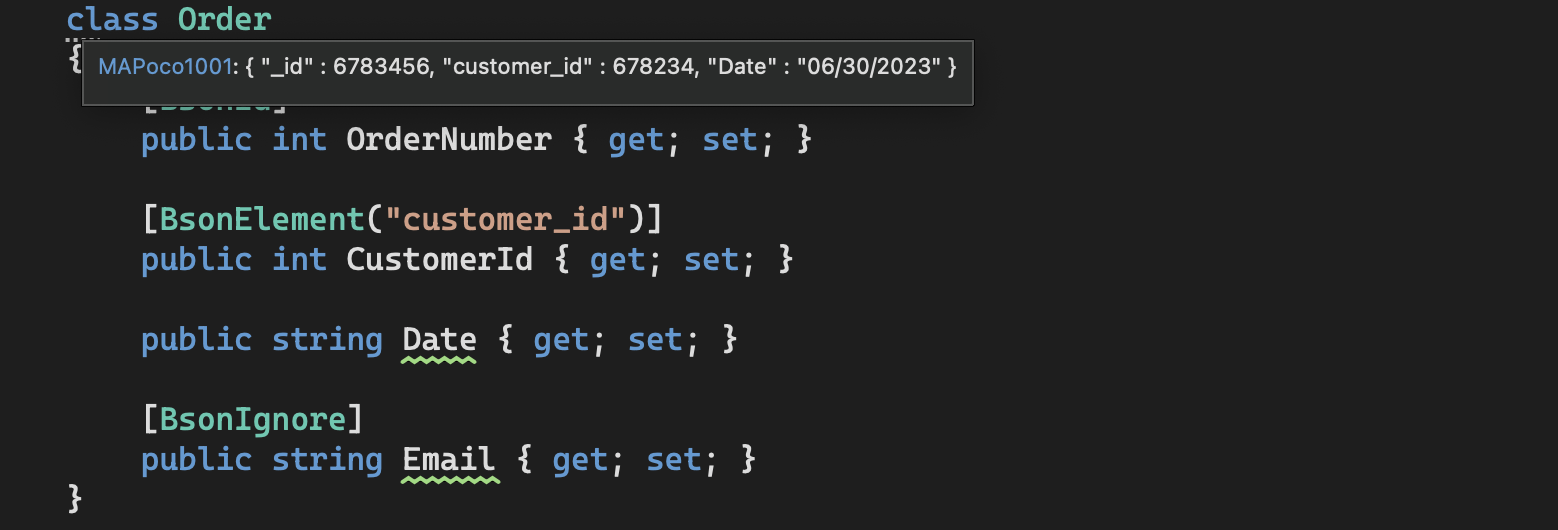 class Order
{
MAPoco1001: { "_id" : 6783456, "customer_id" : 678234, "Date" : "06/30/2023" }
[BsonId]
public int OrderNumber { get; set; }
[BsonElement("customer_id")]
public int CustomerId { get; set; }
public string Date { get; set; }
[BsonIgnore]
public string Email { get; set; }
}